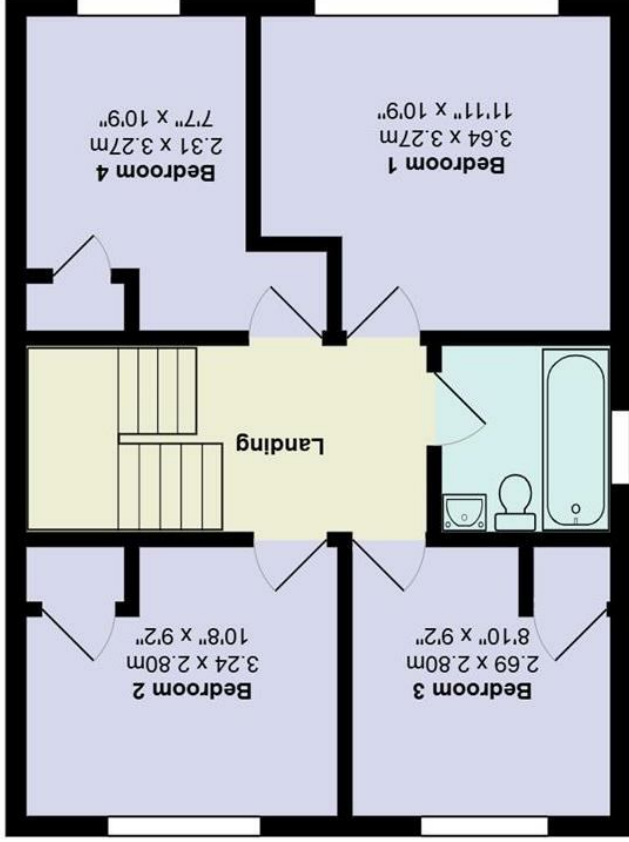 Bedroom 3
2.69 x 2.80m
8'10" x 9'2"
Bedroom 2
3.24 x 2.80m
10'8" x 9'2"
Landing
Bedroom 1
3.64 x 3.27m
11'11" x 10'9"
Bedroom 4
2.31 x 3.27m
7'7" x 10'9"